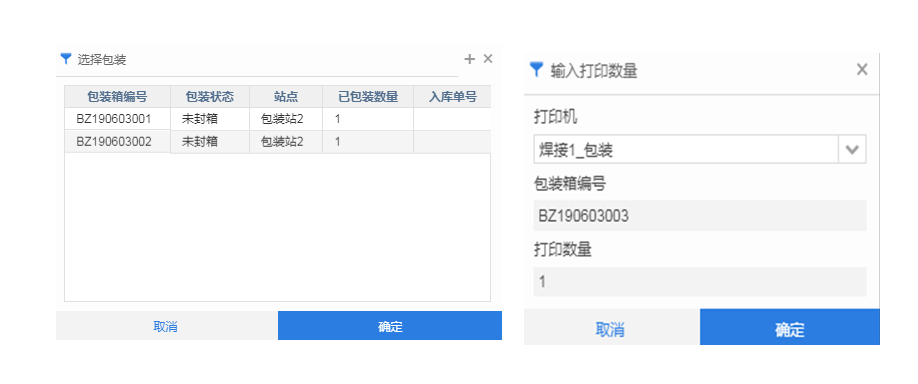 选择包装
包装箱编号 包装状态 站点 已包装数量 入库单号
BZ190603001 未封箱 包装站2 1
BZ190603002 未封箱 包装站2 1
取消 确定
输入打印数量
打印机
焊接1_包装
包装箱编号
BZ190603003
打印数量
1
取消 确定